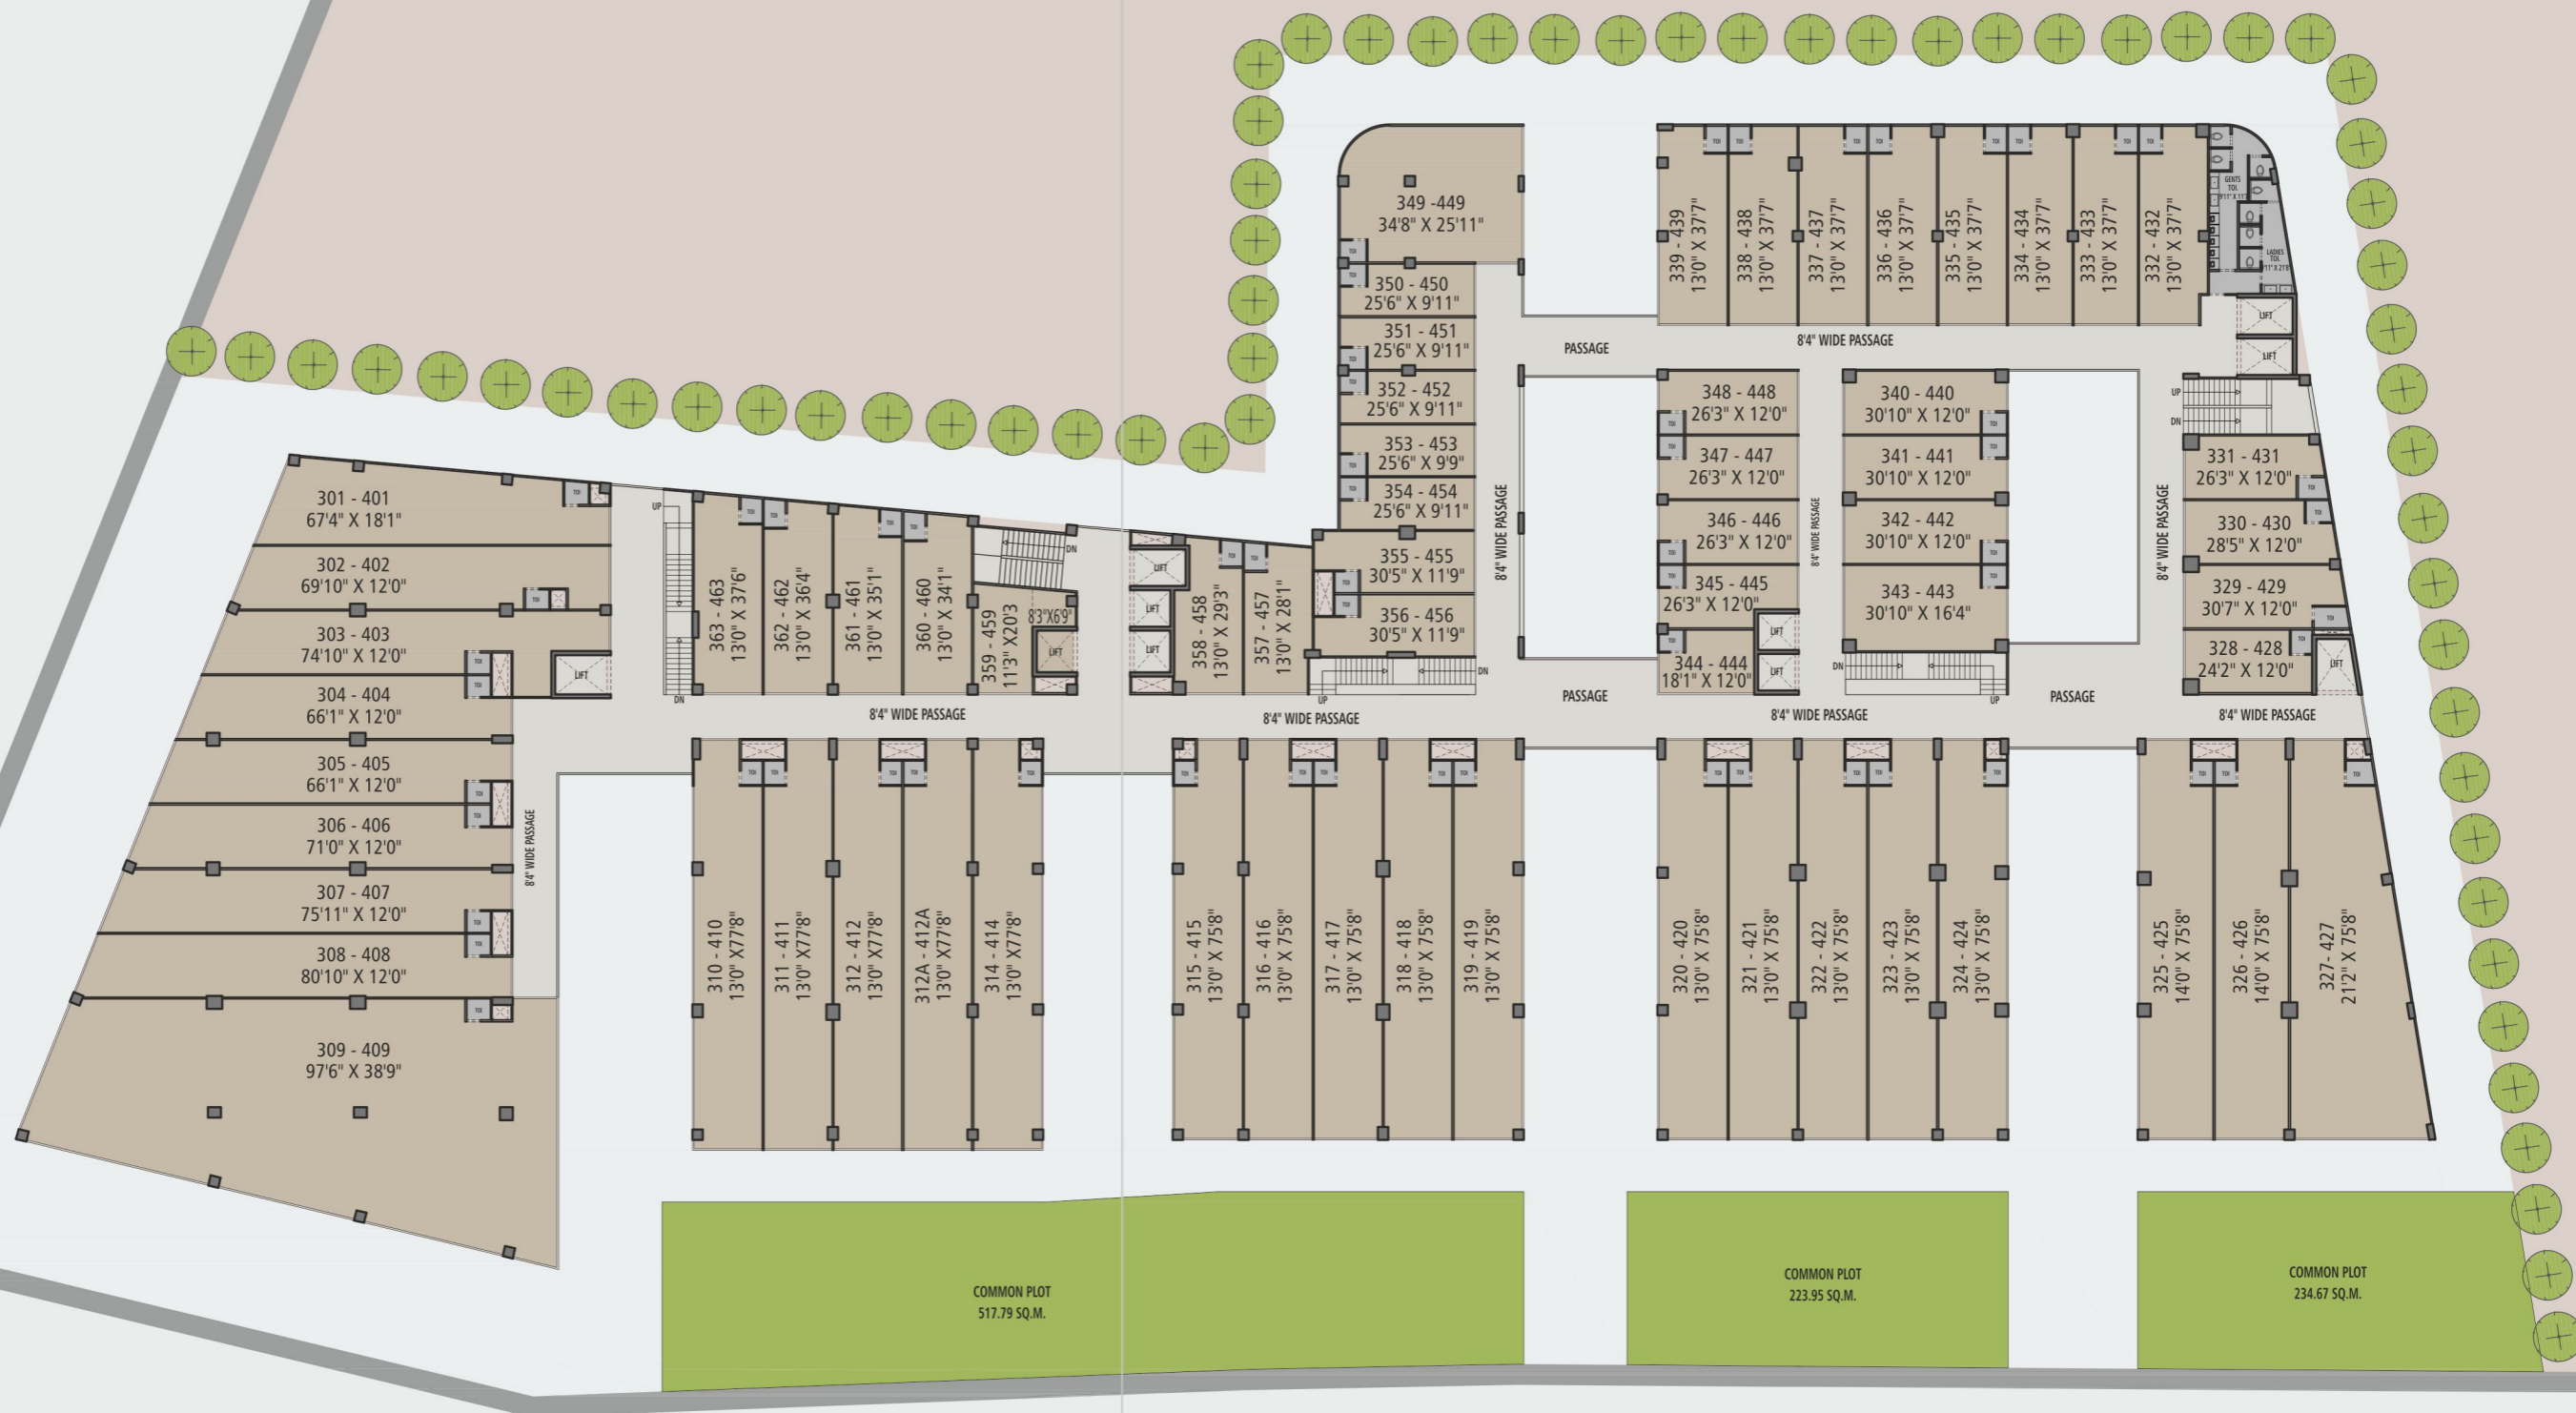 301 - 401
67'4" X 18'1"
302 - 402
69'10" X 12'0"
303 - 403
74'10" X 12'0"
304 - 404
66'1" X 12'0"
305 - 405
66'1" X 12'0"
306 - 406
71'0" X 12'0"
307 - 407
75'11" X 12'0"
308 - 408
80'10" X 12'0"
309 - 409
97'6" X 38'9"
LIFT
8'4" WIDE PASSAGE
UP
DN
363 - 463
13'0" X 37'6"
362 - 462
13'0" X 36'4"
361 - 461
13'0" X 35'1"
360 - 460
13'0" X 34'1"
359 - 459
11'3" X20'3
8'3"X6'9"
LIFT
DN
8'4" WIDE PASSAGE
310 - 410
13'0" X77'8"
311 - 411
13'0" X77'8"
312 - 412
13'0" X77'8"
312A - 412A
13'0" X77'8"
314 - 414
13'0" X77'8"
LIFT
LIFT
LIFT
358 - 458
13'0" X 29'3"
357 - 457
13'0" X 28'1"
349 -449
34'8" X 25'11"
350 - 450
25'6" X 9'11"
351 - 451
25'6" X 9'11"
352 - 452
25'6" X 9'11"
353 - 453
25'6" X 9'9"
354 - 454
25'6" X 9'11"
355 - 455
30'5" X 11'9"
356 - 456
30'5" X 11'9"
DN
UP
8'4" WIDE PASSAGE
8'4" WIDE PASSAGE
315 - 415
13'0" X 75'8"
316 - 416
13'0" X 75'8"
317 - 417
13'0" X 75'8"
318 - 418
13'0" X 75'8"
319 - 419
13'0" X 75'8"
PASSAGE
PASSAGE
339 - 439
13'0" X 37'7"
338 - 438
13'0" X 37'7"
337 - 437
13'0" X 37'7"
336 - 436
13'0" X 37'7"
335 - 435
13'0" X 37'7"
334 - 434
13'0" X 37'7"
333 - 433
13'0" X 37'7"
332 - 432
13'0" X 37'7"
GENTS
TOI.
LADIES
TOI.
LIFT
LIFT
8'4" WIDE PASSAGE
348 - 448
26'3" X 12'0"
347 - 447
26'3" X 12'0"
346 - 446
26'3" X 12'0"
345 - 445
26'3" X 12'0"
344 - 444
18'1" X 12'0"
LIFT
LIFT
8'4" WIDE PASSAGE
340 - 440
30'10" X 12'0"
341 - 441
30'10" X 12'0"
342 - 442
30'10" X 12'0"
343 - 443
30'10" X 16'4"
DN
UP
8'4" WIDE PASSAGE
PASSAGE
320 - 420
13'0" X 75'8"
321 - 421
13'0" X 75'8"
322 - 422
13'0" X 75'8"
323 - 423
13'0" X 75'8"
324 - 424
13'0" X 75'8"
UP
DN
331 - 431
26'3" X 12'0"
330 - 430
28'5" X 12'0"
329 - 429
30'7" X 12'0"
328 - 428
24'2" X 12'0"
LIFT
8'4" WIDE PASSAGE
8'4" WIDE PASSAGE
325 - 425
14'0" X 75'8"
326 - 426
14'0" X 75'8"
327- 427
21'2" X 75'8"
COMMON PLOT
517.79 SQ.M.
COMMON PLOT
223.95 SQ.M.
COMMON PLOT
234.67 SQ.M.